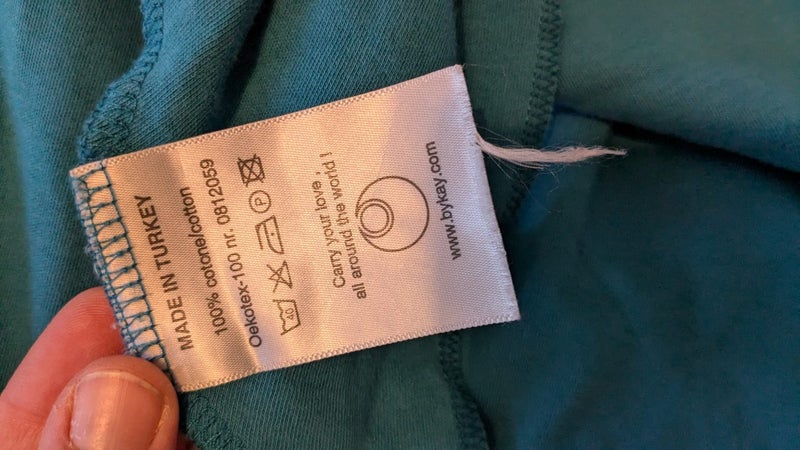 MADE IN TURKEY
100% cotone/cotton
Oekotex-100 nr. 0812059
40 P
Carry your love,
all around the world !
www.bykay.com